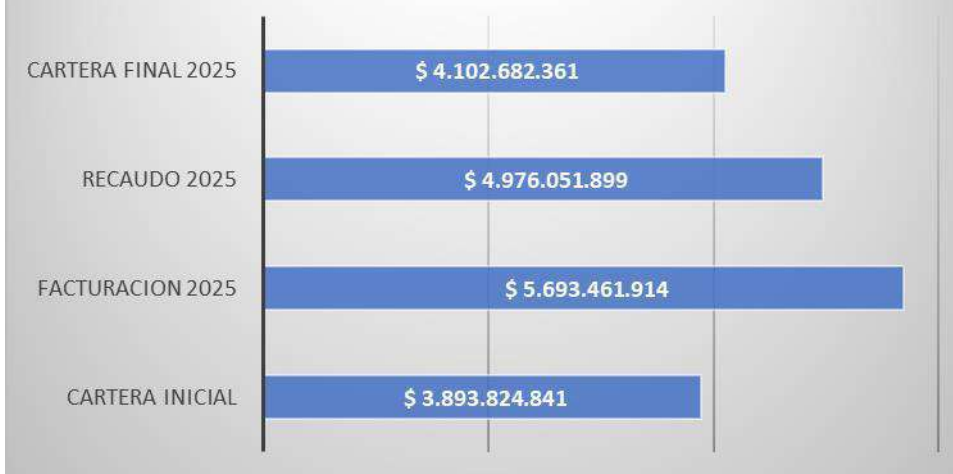 CARTERA FINAL 2025 $ 4.102.682.361
RECAUDO 2025 $ 4.976.051.899
FACTURACION 2025 $ 5.693.461.914
CARTERA INICIAL $ 3.893.824.841